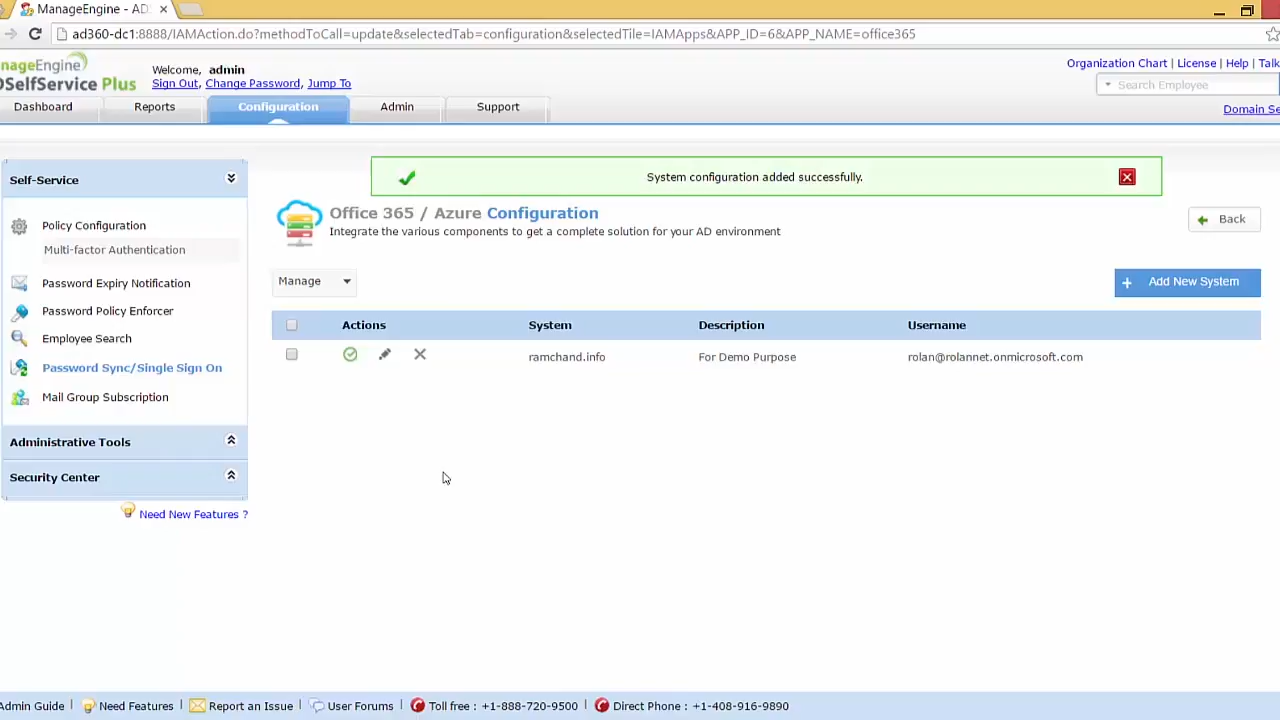 ManageEngine - AD
ad360-dc1:8888/IAMAction.do?methodToCall=update&selectedTab=configuration&selectedTile=IAMApps&APP_ID=6&APP_NAME=office365
nageEngine
DSelfService Plus
Welcome, admin
Sign Out, Change Password, Jump To
Organization Chart | License | Help | Talk
Search Employee
Domain Se
Dashboard Reports Configuration Admin Support
Self-Service
Policy Configuration
Multi-factor Authentication
Password Expiry Notification
Password Policy Enforcer
Employee Search
Password Sync/Single Sign On
Mail Group Subscription
Administrative Tools
Security Center
Need New Features ?
System configuration added successfully.
Office 365 / Azure Configuration
Integrate the various components to get a complete solution for your AD environment
Back
Manage
Add New System
Actions System Description Username
ramchand.info For Demo Purpose rolan@rolannet.onmicrosoft.com
Admin Guide | Need Features | Report an Issue | User Forums | Toll free : +1-888-720-9500 | Direct Phone : +1-408-916-9890